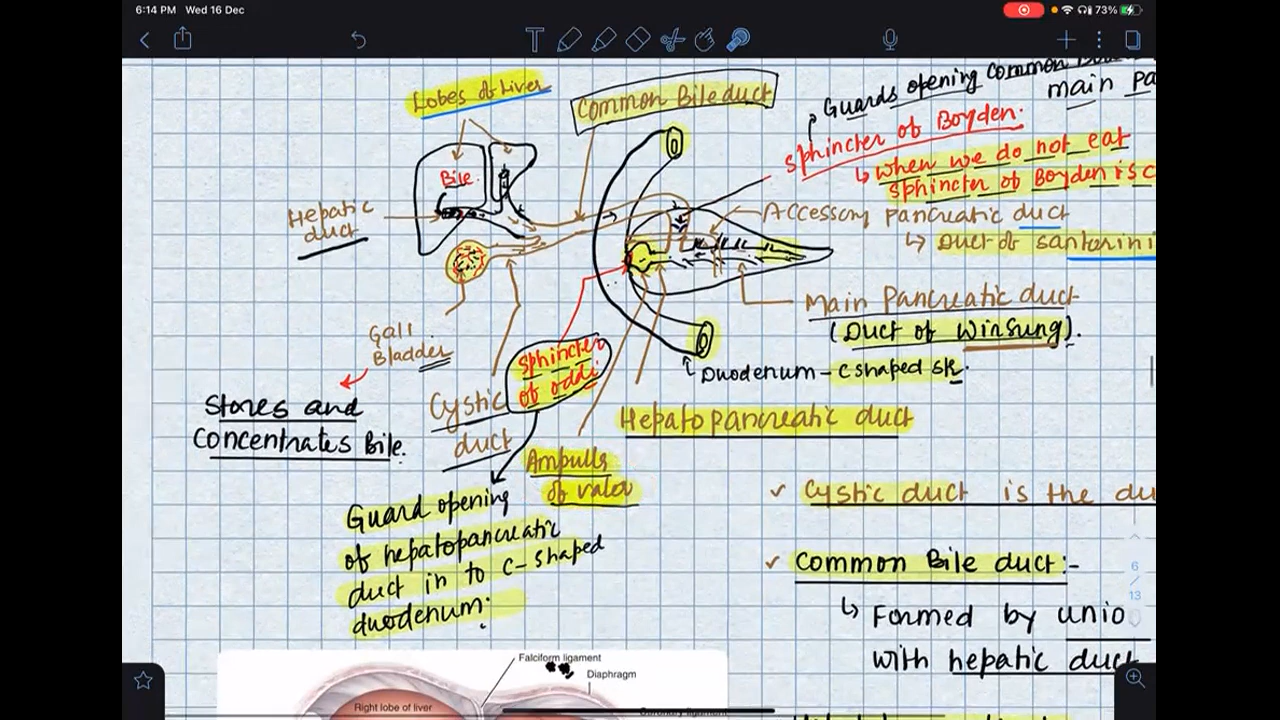 6:14 PM Wed 16 Dec
73%
Lobes of Liver
Common Bile duct
Guards opening Common
main
Sphincter of Boyden.
when we do not eat
sphincter of Boyden is c
Bile
Hepatic
duct
Accessory pancreatic duct
Duct of santorini
Main Pancreatic duct
(Duct of Winsung).
Gall
Bladder
Sphincter
of oddi
Duodenum - C shaped
Stores and
Concentrates Bile.
Cystic
duct
Hepatopancreatic duct
Ampulls
of vater
Guard opening
of hepatopancreatic
duct in to C-shaped
duodenum.
Cystic duct is the du
Common Bile duct:-
Formed by unio
with hepatic duct
6
13
Falciform ligament
Diaphragm
Right lobe of liver